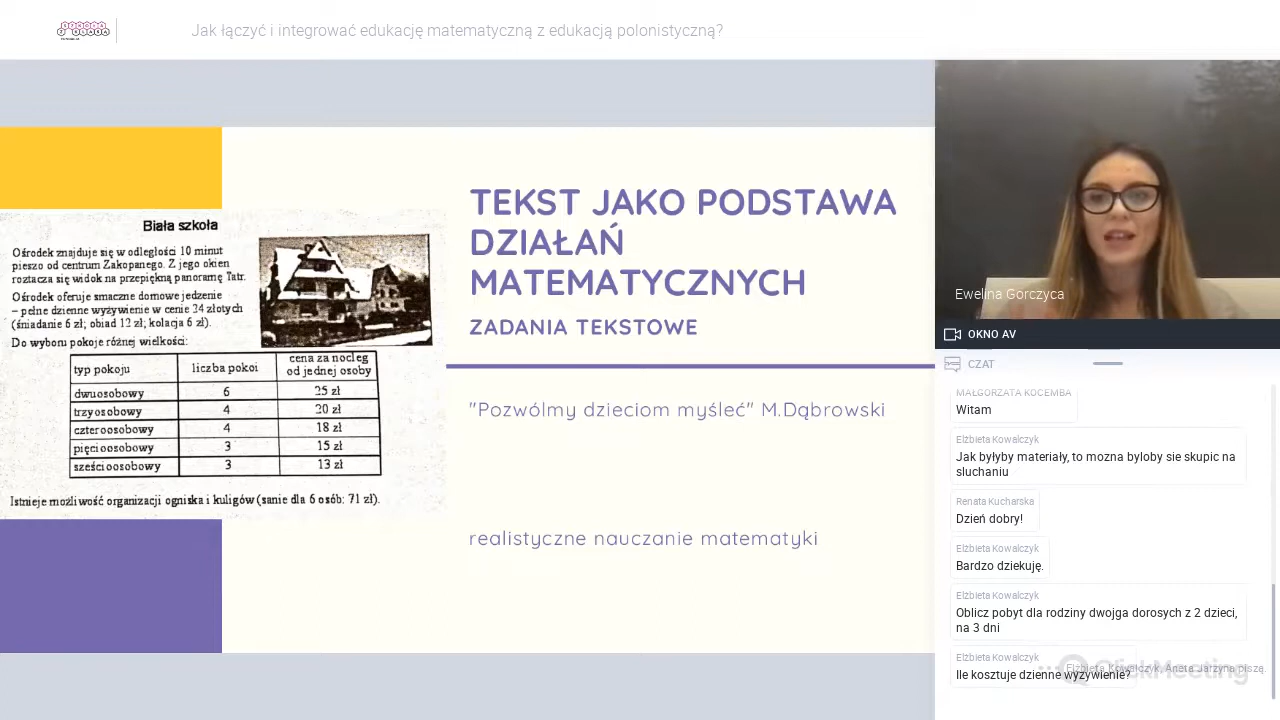 SZKOŁA
Z KLASĄ
Jak łączyć i integrować edukację matematyczną z edukacją polonistyczną?
Biała szkoła
Ośrodek znajduje się w odległości 10 minut
pieszo od centrum Zakopanego. Z jego okien
roztacza się widok na przepiękną panoramę Tatr.
Ośrodek oferuje smaczne domowe jedzenie
– pełne dzienne wyżywienie w cenie 24 złotych
(śniadanie 6 zł; obiad 12 zł; kolacja 6 zł).
Do wyboru pokoje różnej wielkości:
typ pokoju liczba pokoi cena za nocleg od jednej osoby
dwuosobowy 6 25 zł
trzyosobowy 4 20 zł
czteroosobowy 4 18 zł
pięcioosobowy 3 15 zł
sześcioosobowy 3 13 zł
Istnieje możliwość organizacji ogniska i kuligów (sanie dla 6 osób: 71 zł).
TEKST JAKO PODSTAWA
DZIAŁAŃ
MATEMATYCZNYCH
ZADANIA TEKSTOWE
"Pozwólmy dzieciom myśleć" M.Dąbrowski
realistyczne nauczanie matematyki
Ewelina Gorczyca
OKNO AV
CZAT
MAŁGORZATA KOCEMBA
Witam
Elżbieta Kowalczyk
Jak byłyby materiały, to mozna byloby sie skupic na
sluchaniu
Renata Kucharska
Dzień dobry!
Elżbieta Kowalczyk
Bardzo dziekuję.
Elżbieta Kowalczyk
Oblicz pobyt dla rodziny dwojga dorosych z 2 dzieci,
na 3 dni
Elżbieta Kowalczyk
Ile kosztuje dzienne wyzywienie?
Elżbieta Kowalczyk, Aneta Jarzyna piszą.
ClickMeeting